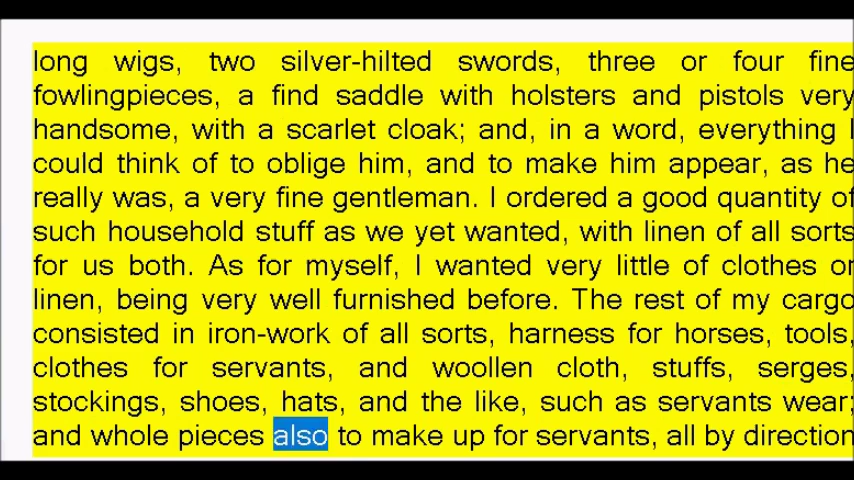 long wigs, two silver-hilted swords, three or four fine
fowlingpieces, a find saddle with holsters and pistols very
handsome, with a scarlet cloak; and, in a word, everything I
could think of to oblige him, and to make him appear, as he
really was, a very fine gentleman. I ordered a good quantity of
such household stuff as we yet wanted, with linen of all sorts
for us both. As for myself, I wanted very little of clothes or
linen, being very well furnished before. The rest of my cargo
consisted in iron-work of all sorts, harness for horses, tools,
clothes for servants, and woollen cloth, stuffs, serges,
stockings, shoes, hats, and the like, such as servants wear;
and whole pieces also to make up for servants, all by direction